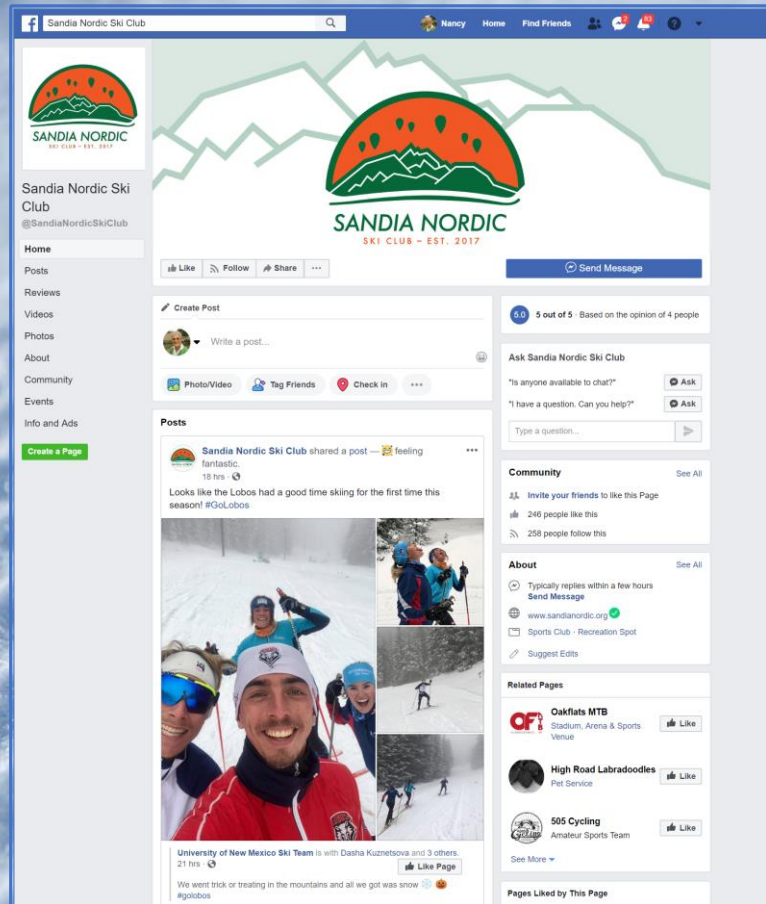 Sandia Nordic Ski Club
Nancy
Home
Find Friends
2
83
SANDIA NORDIC
SKI CLUB - EST. 2017
Sandia Nordic Ski
Club
@SandiaNordicSkiClub
Home
Posts
Reviews
Videos
Photos
About
Community
Events
Info and Ads
Create a Page
SANDIA NORDIC
SKI CLUB – EST. 2017
Like
Follow
Share
Send Message
Create Post
Write a post...
Photo/Video
Tag Friends
Check in
Posts
Sandia Nordic Ski Club shared a post — feeling
fantastic.
18 hrs ·
Looks like the Lobos had a good time skiing for the first time this
season! #GoLobos
University of New Mexico Ski Team is with Dasha Kuznetsova and 3 others.
21 hrs ·
Like Page
We went trick or treating in the mountains and all we got was snow
#golobos
5.0
5 out of 5 · Based on the opinion of 4 people
Ask Sandia Nordic Ski Club
"Is anyone available to chat?"
Ask
"I have a question. Can you help?"
Ask
Type a question...
Community
See All
Invite your friends to like this Page
246 people like this
258 people follow this
About
See All
Typically replies within a few hours
Send Message
www.sandianordic.org
Sports Club · Recreation Spot
Suggest Edits
Related Pages
Oakflats MTB
Stadium, Arena & Sports
Venue
Like
High Road Labradoodles
Pet Service
Like
505 Cycling
Amateur Sports Team
Like
See More
Pages Liked by This Page